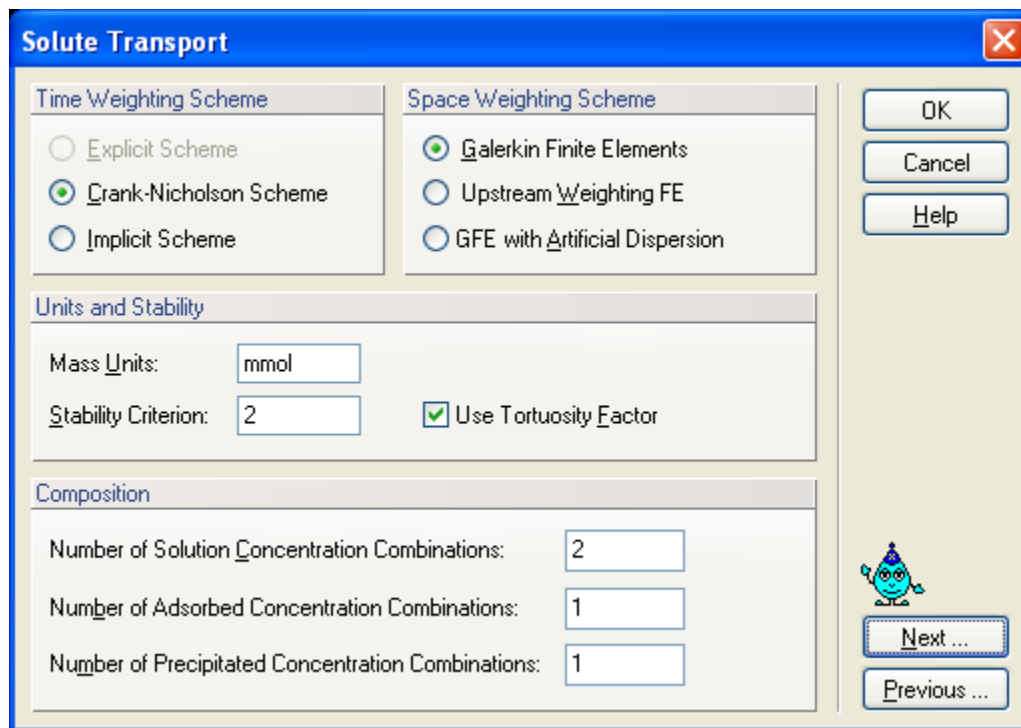 Solute Transport
Time Weighting Scheme
Explicit Scheme
Crank-Nicholson Scheme
Implicit Scheme
Space Weighting Scheme
Galerkin Finite Elements
Upstream Weighting FE
GFE with Artificial Dispersion
OK
Cancel
Help
Units and Stability
Mass Units: mmol
Stability Criterion: 2 Use Tortuosity Factor
Composition
Number of Solution Concentration Combinations: 2
Number of Adsorbed Concentration Combinations: 1
Number of Precipitated Concentration Combinations: 1
Next ...
Previous ...